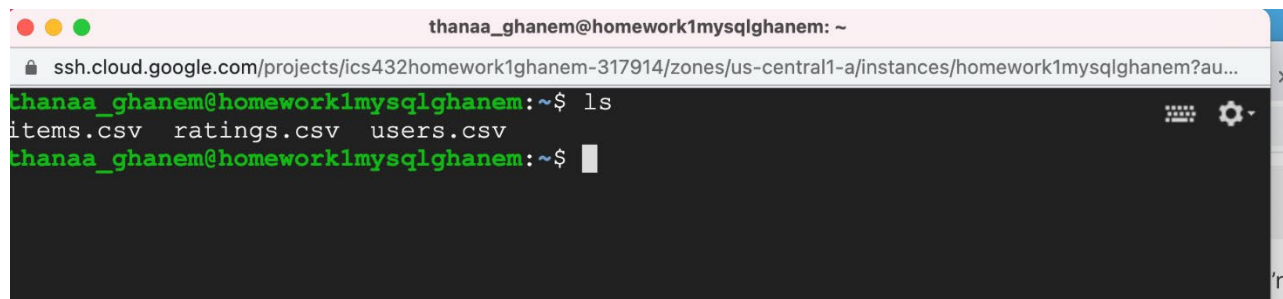 thanaa_ghanem@homework1mysqlghanem: ~
ssh.cloud.google.com/projects/ics432homework1ghanem-317914/zones/us-central1-a/instances/homework1mysqlghanem?au...
thanaa_ghanem@homework1mysqlghanem:~$ ls
items.csv  ratings.csv  users.csv
thanaa_ghanem@homework1mysqlghanem:~$